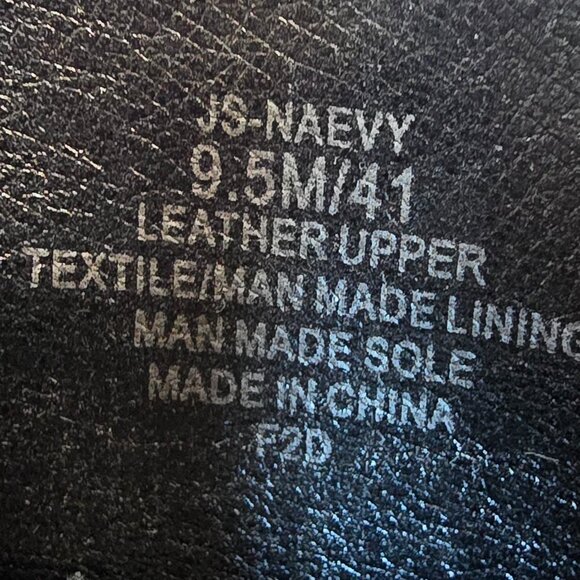 JS-NAEVY
9.5M/41
LEATHER UPPER
TEXTILE/MAN MADE LINING
MAN MADE SOLE
MADE IN CHINA
F2D